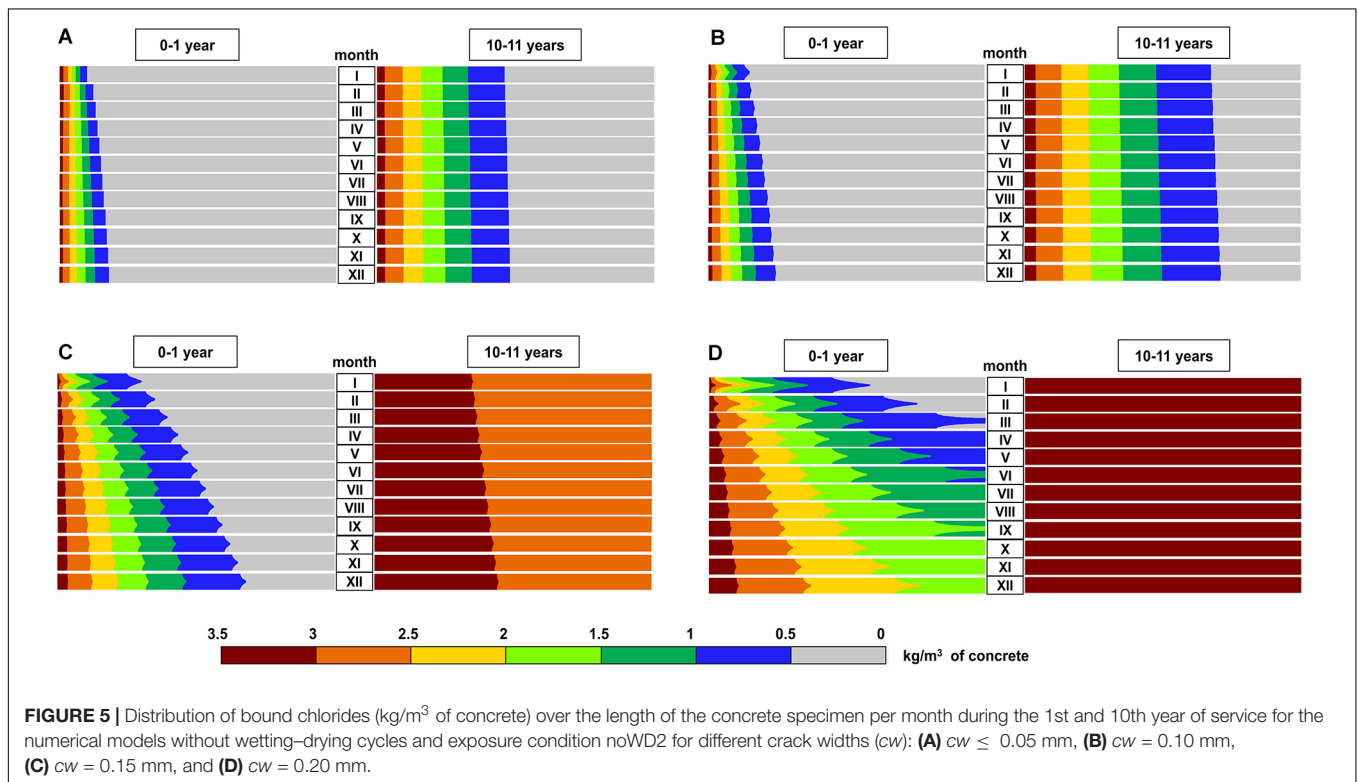 A
0-1 year
10-11 years
month
I
II
III
IV
V
VI
VII
VIII
IX
X
XI
XII
B
0-1 year
10-11 years
month
I
II
III
IV
V
VI
VII
VIII
IX
X
XI
XII
C
0-1 year
10-11 years
month
I
II
III
IV
V
VI
VII
VIII
IX
X
XI
XII
D
0-1 year
10-11 years
month
I
II
III
IV
V
VI
VII
VIII
IX
X
XI
XII
3.5 3 2.5 2 1.5 1 0.5 0
kg/m³ of concrete
FIGURE 5 | Distribution of bound chlorides (kg/m³ of concrete) over the length of the concrete specimen per month during the 1st and 10th year of service for the
numerical models without wetting–drying cycles and exposure condition noWD2 for different crack widths (cw): (A) cw ≤ 0.05 mm, (B) cw = 0.10 mm,
(C) cw = 0.15 mm, and (D) cw = 0.20 mm.